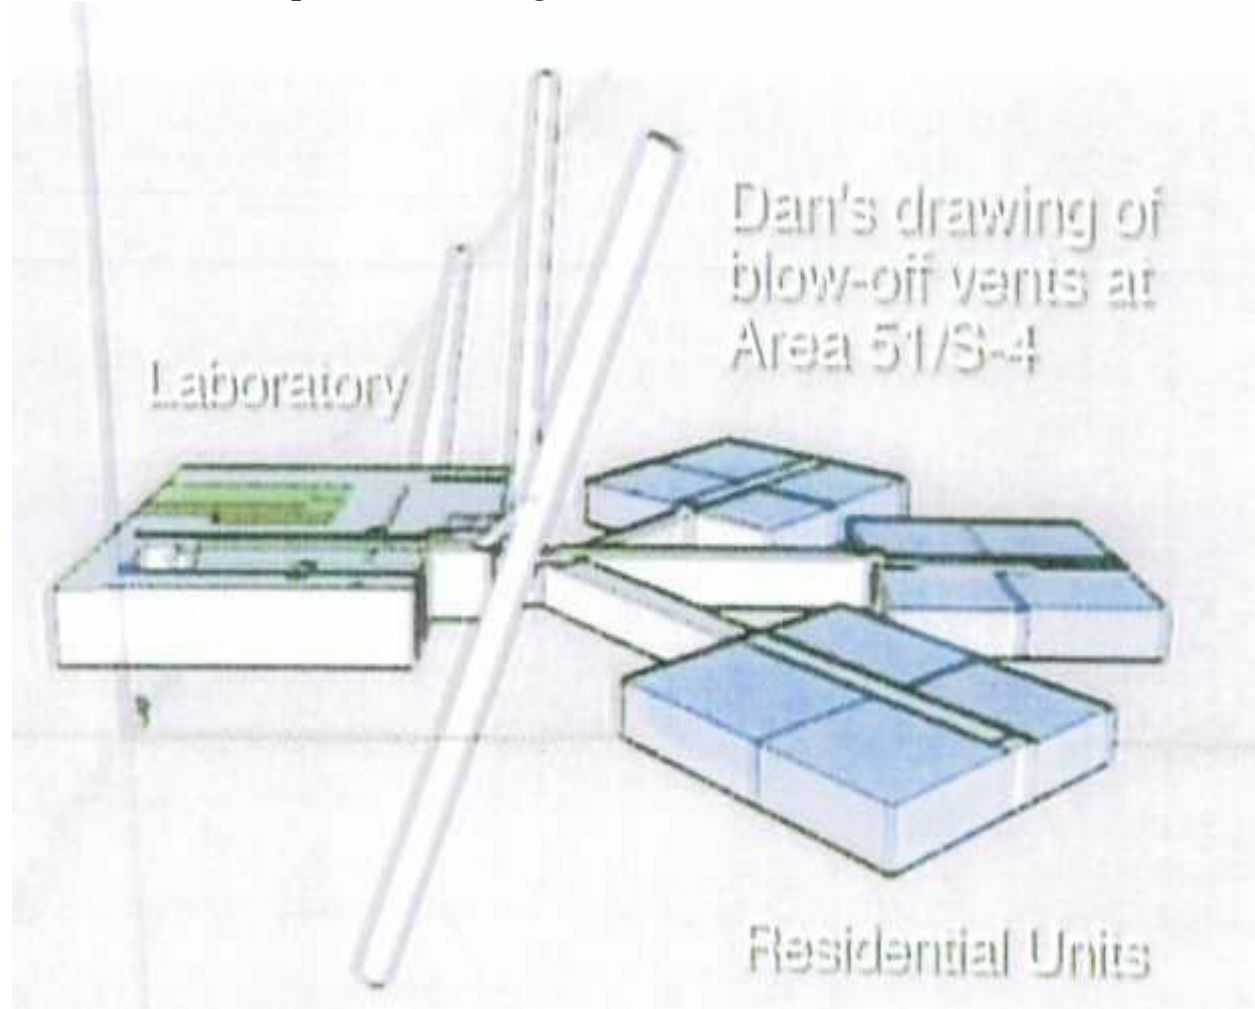 Dan's drawing of
blow-off vents at
Area 51/S-4
Laboratory
Residential Units